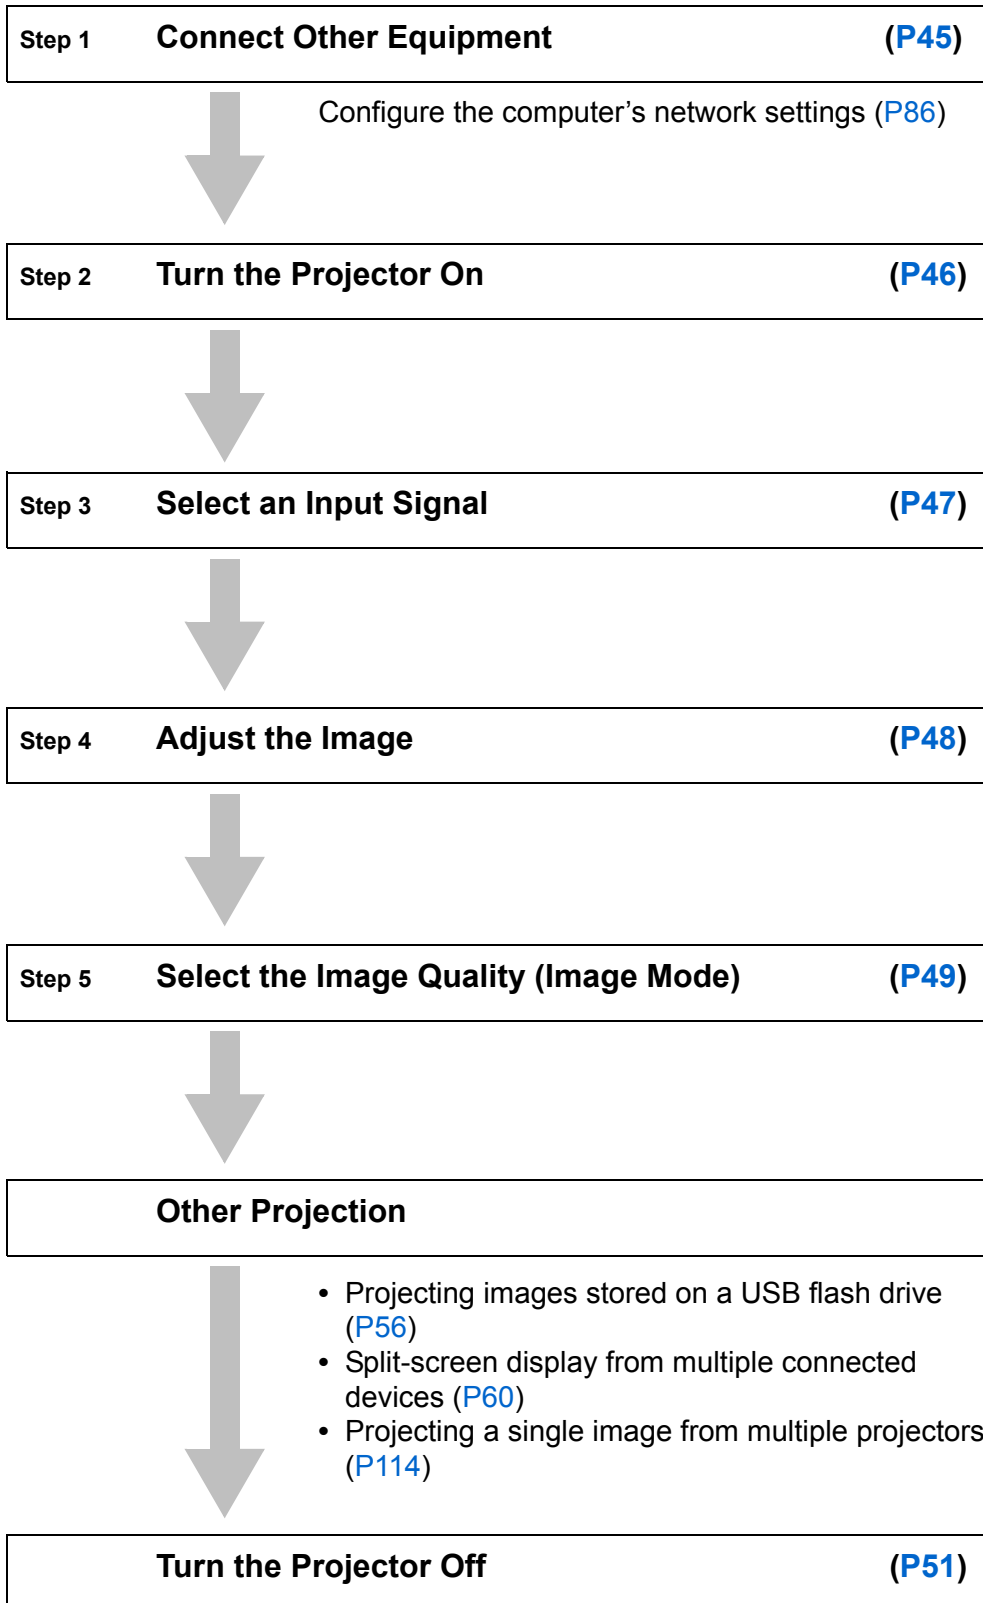 Step 1 Connect Other Equipment (P45)
Configure the computer's network settings (P86)
Step 2 Turn the Projector On (P46)
Step 3 Select an Input Signal (P47)
Step 4 Adjust the Image (P48)
Step 5 Select the Image Quality (Image Mode) (P49)
Other Projection
• Projecting images stored on a USB flash drive
(P56)
• Split-screen display from multiple connected
devices (P60)
• Projecting a single image from multiple projectors
(P114)
Turn the Projector Off (P51)